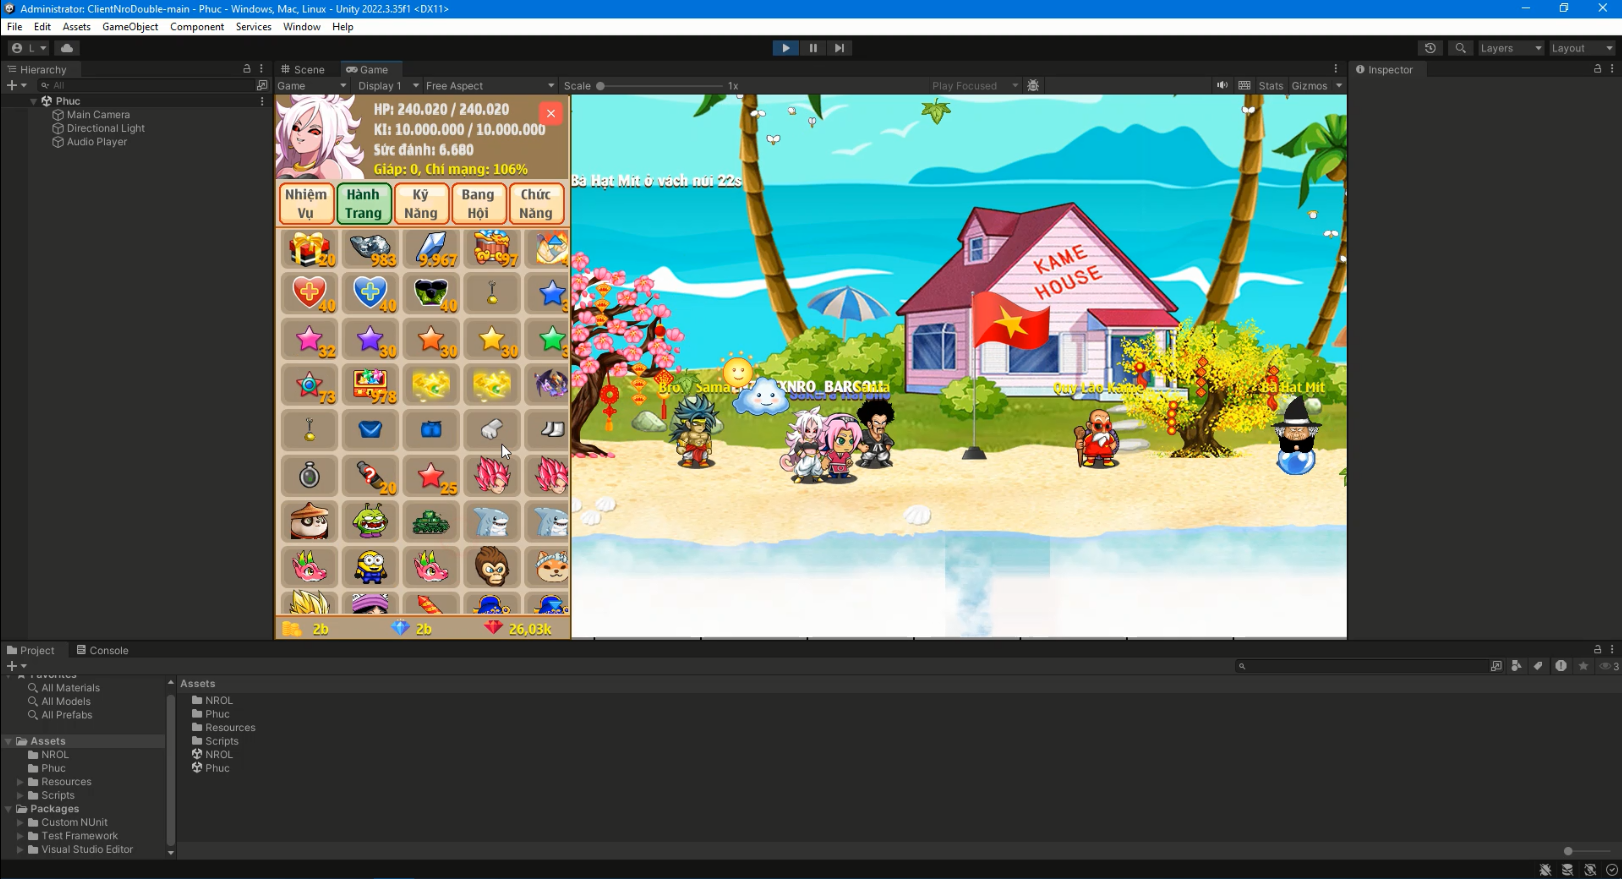 Administrator: ClientNroDouble-main - Phuc - Windows, Mac, Linux - Unity 2022.3.35f1 <DX11>
File Edit Assets GameObject Component Services Window Help
L
Layers Layout
Hierarchy
All
Phuc
Main Camera
Directional Light
Audio Player
Scene Game
Game Display 1 Free Aspect Scale 1x Play Focused Stats Gizmos
Inspector
HP: 240.020 / 240.020
KI: 10.000.000 / 10.000.000
Sức đánh: 6.680
Giáp: 0, Chí mạng: 106%
Nhiệm Vụ
Hành Trang
Kỹ Năng
Bang Hội
Chức Năng
20 983 9.967 97
40 40 40
32 30 30 30
73 978
20 25
2b 2b 26,03k
Bà Hạt Mít ở vách núi 22s
KAME HOUSE
Quy Lão Kame
Bà Hạt Mít
Project Console
Favorites
All Materials
All Models
All Prefabs
Assets
NROL
Phuc
Resources
Scripts
Packages
Custom NUnit
Test Framework
Visual Studio Editor
Assets
NROL
Phuc
Resources
Scripts
NROL
Phuc
3